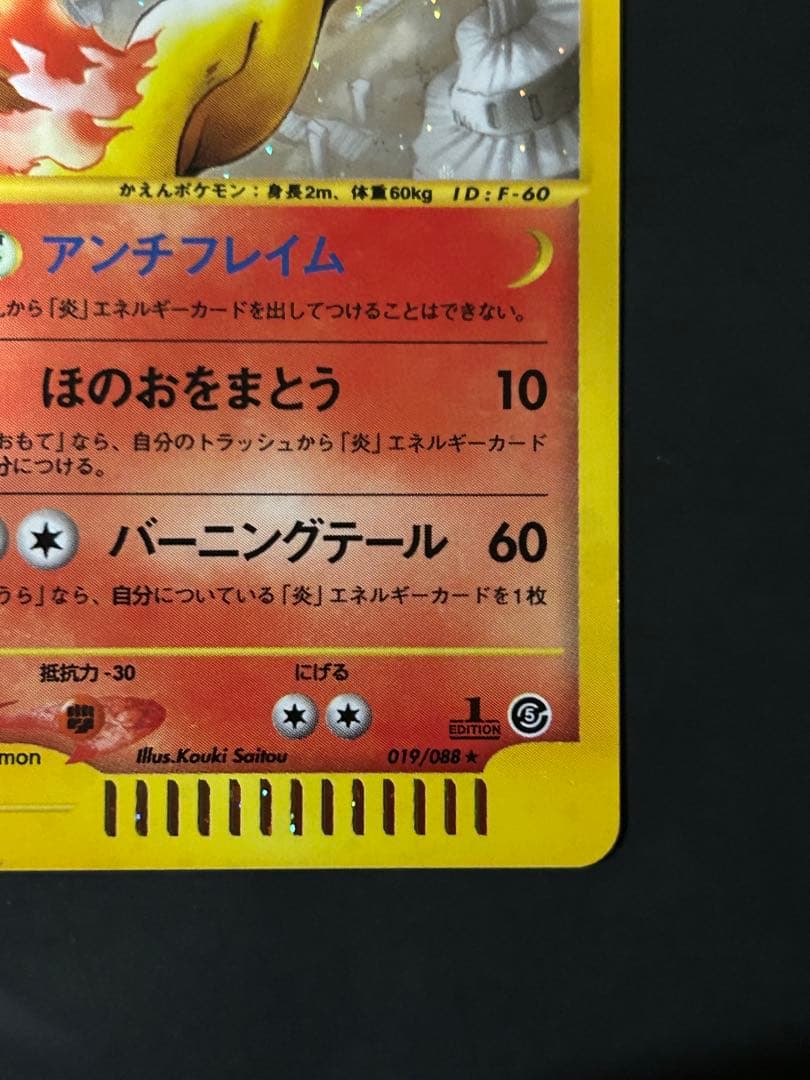 かえんポケモン：身長2m、体重60kg ID：F-60
アンチフレイム
から「炎」エネルギーカードを出してつけることはできない。
ほのおをまとう 10
おもて」なら、自分のトラッシュから「炎」エネルギーカード
分につける。
バーニングテール 60
うら」なら、自分についている「炎」エネルギーカードを1枚
抵抗力 -30 にげる
1
EDITION
5
mon Illus.Kouki Saitou 019/088★